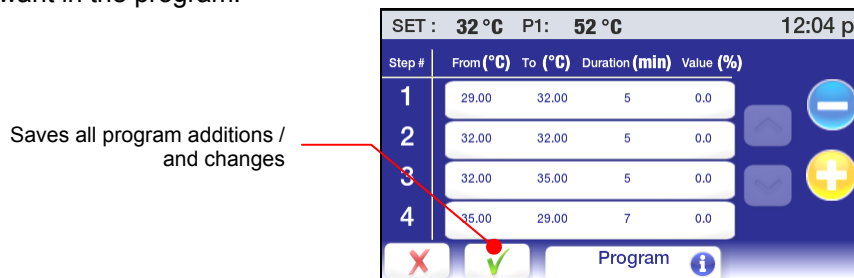 want in the program.
SET : 32 °C P1: 52 °C 12:04 p
Step # From (°C) To (°C) Duration (min) Value (%)
1 29.00 32.00 5 0.0
2 32.00 32.00 5 0.0
3 32.00 35.00 5 0.0
4 35.00 29.00 7 0.0
Saves all program additions /
and changes
Program